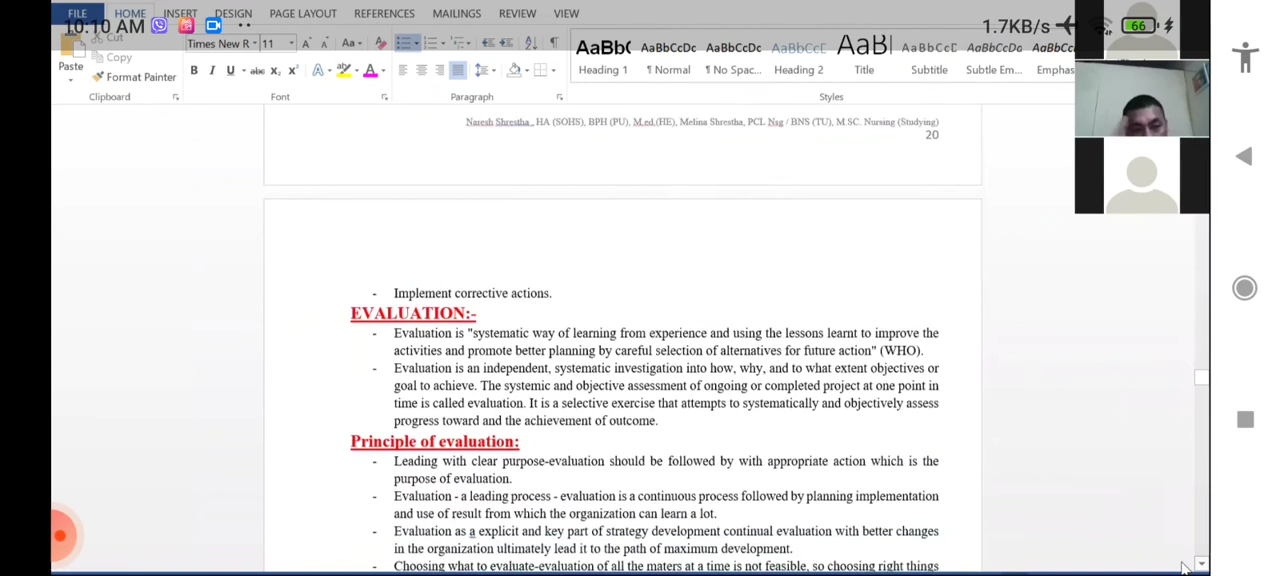 FILE HOME INSERT DESIGN PAGE LAYOUT REFERENCES MAILINGS REVIEW VIEW
10:10 AM 1.7KB/s 66
Cut
Copy
Format Painter
Paste
Times New R 11 Aa
B I U abc X₂ X² A aby A
AaBbC AaBbCcDc AaBbCcDc AaBbCcE AaB AaBbCcD AaBbCcDc AaBbCcDc
Heading 1 ¶ Normal ¶ No Spac... Heading 2 Title Subtitle Subtle Em... Emphas
Clipboard Font Paragraph Styles
Naresh Shrestha , HA (SOHS), BPH (PU), M.ed.(HE), Melina Shrestha, PCL Nsg / BNS (TU), M.SC. Nursing (Studying)
20
- Implement corrective actions.
EVALUATION:-
- Evaluation is "systematic way of learning from experience and using the lessons learnt to improve the
activities and promote better planning by careful selection of alternatives for future action" (WHO).
- Evaluation is an independent, systematic investigation into how, why, and to what extent objectives or
goal to achieve. The systemic and objective assessment of ongoing or completed project at one point in
time is called evaluation. It is a selective exercise that attempts to systematically and objectively assess
progress toward and the achievement of outcome.
Principle of evaluation:
- Leading with clear purpose-evaluation should be followed by with appropriate action which is the
purpose of evaluation.
- Evaluation - a leading process - evaluation is a continuous process followed by planning implementation
and use of result from which the organization can learn a lot.
- Evaluation as a explicit and key part of strategy development continual evaluation with better changes
in the organization ultimately lead it to the path of maximum development.
- Choosing what to evaluate-evaluation of all the maters at a time is not feasible, so choosing right things